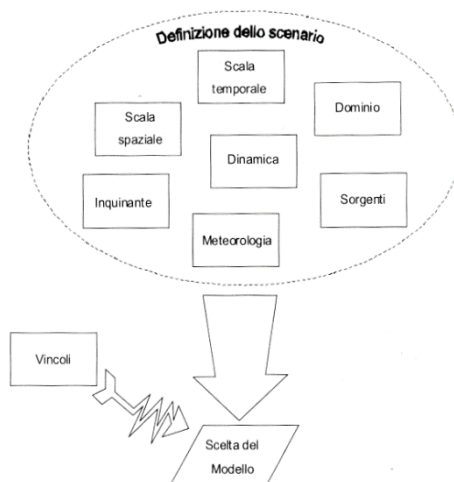 Definizione dello scenario
Scala
temporale
Dominio
Scala
spaziale
Dinamica
Inquinante
Sorgenti
Meteorologia
Vincoli
Scelta del
Modello